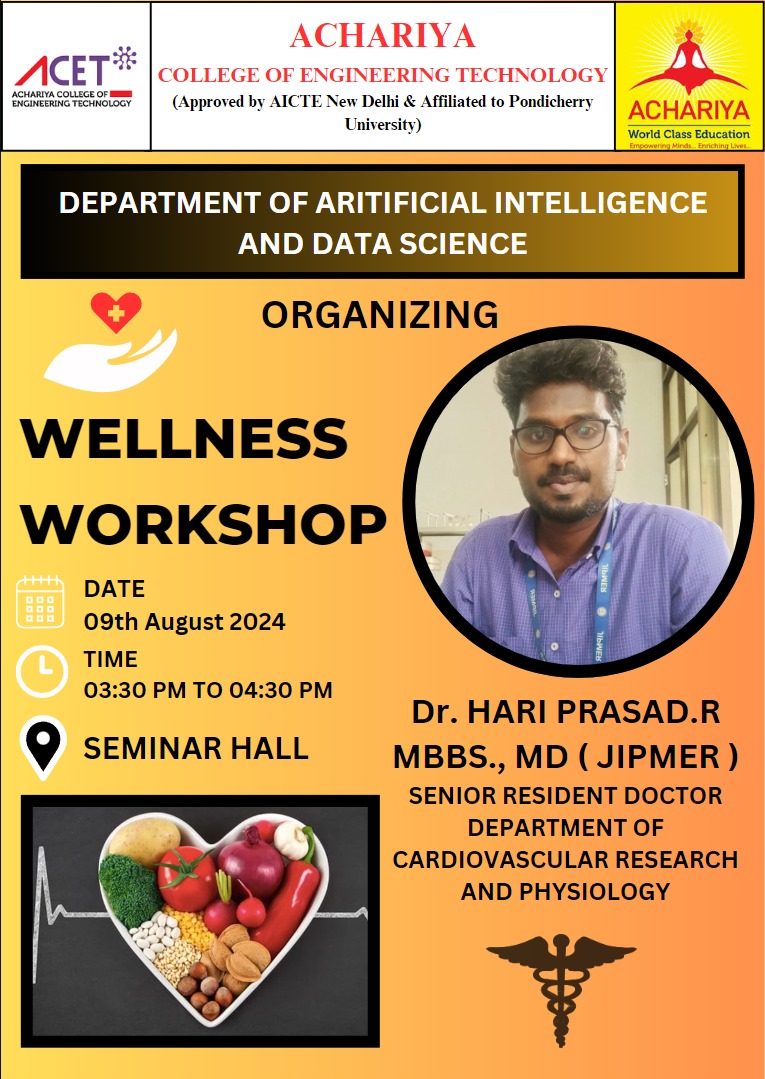 ACET
ACHARIYA COLLEGE OF
ENGINEERING TECHNOLOGY
ACHARIYA
COLLEGE OF ENGINEERING TECHNOLOGY
(Approved by AICTE New Delhi & Affiliated to Pondicherry
University)
ACHARIYA
World Class Education
Empowering Minds... Enriching Lives...
DEPARTMENT OF ARITIFICIAL INTELLIGENCE
AND DATA SCIENCE
ORGANIZING
WELLNESS
WORKSHOP
DATE
09th August 2024
TIME
03:30 PM TO 04:30 PM
SEMINAR HALL
JIPMER
JIPMER
Dr. HARI PRASAD.R
MBBS., MD ( JIPMER )
SENIOR RESIDENT DOCTOR
DEPARTMENT OF
CARDIOVASCULAR RESEARCH
AND PHYSIOLOGY